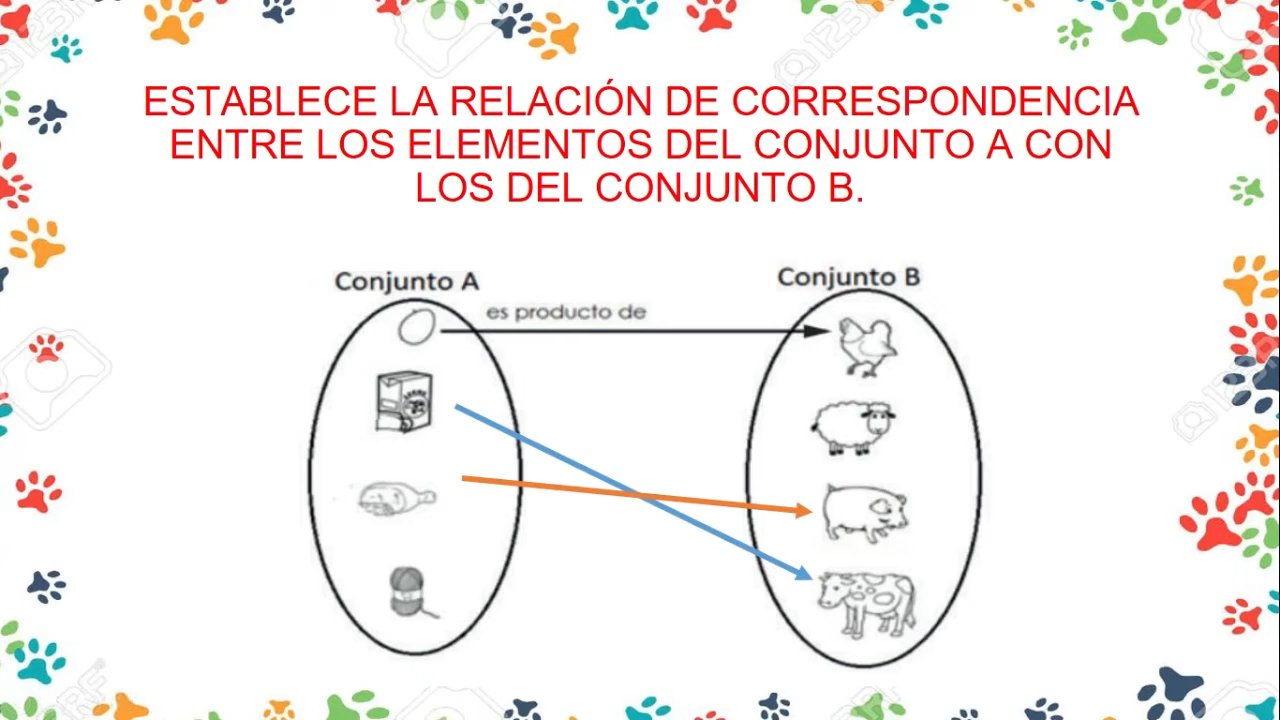 ESTABLECE LA RELACIÓN DE CORRESPONDENCIA
ENTRE LOS ELEMENTOS DEL CONJUNTO A CON
LOS DEL CONJUNTO B.
Conjunto A
Conjunto B
es producto de